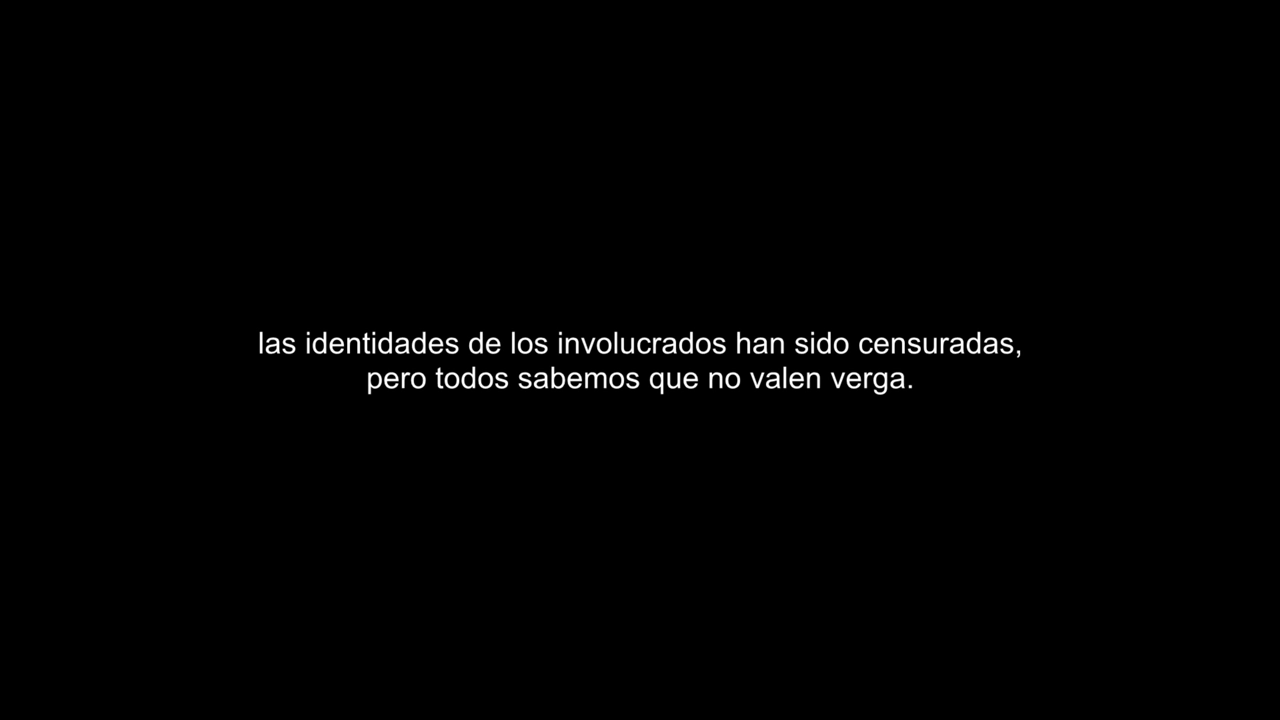 las identidades de los involucrados han sido censuradas,
pero todos sabemos que no valen verga.